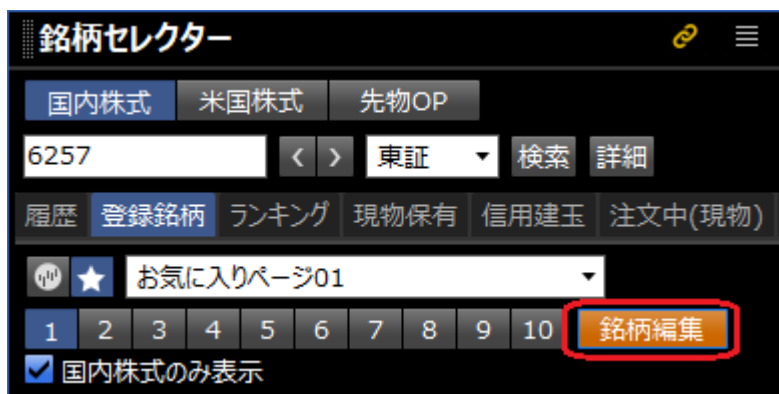 銘柄セレクター
国内株式 米国株式 先物OP
6257 < > 東証 検索 詳細
履歴 登録銘柄 ランキング 現物保有 信用建玉 注文中(現物)
お気に入りページ01
1 2 3 4 5 6 7 8 9 10 銘柄編集
国内株式のみ表示